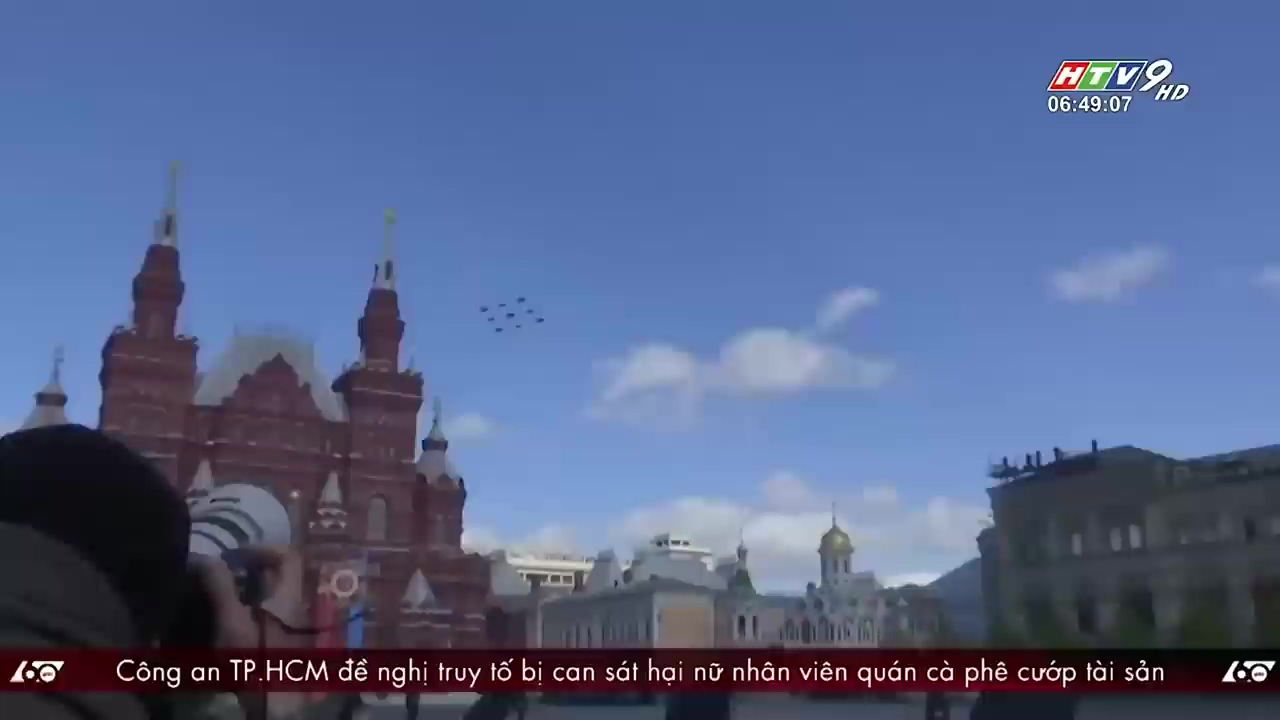 HTV9 HD
06:49:07
Công an TP.HCM đề nghị truy tố bị can sát hại nữ nhân viên quán cà phê cướp tài sản